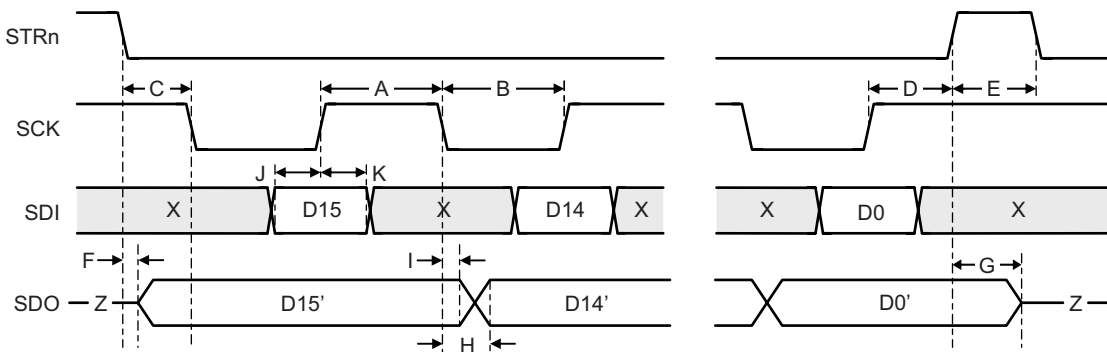 STRn
C A B D E
SCK
J K
SDI X D15 X D14 X X D0 X
F I G
SDO Z D15' D14' D0' Z
H